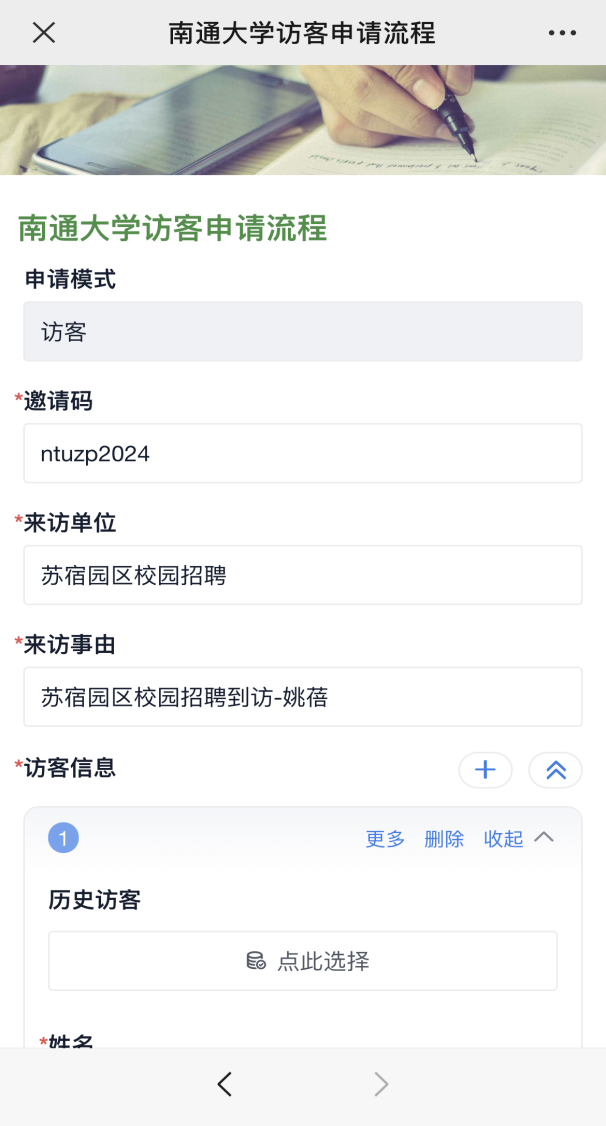 南通大学访客申请流程
南通大学访客申请流程
申请模式
访客
*邀请码
ntuzp2024
*来访单位
苏宿园区校园招聘
*来访事由
苏宿园区校园招聘到访-姚蓓
*访客信息
1 更多 删除 收起
历史访客
点此选择
*姓名